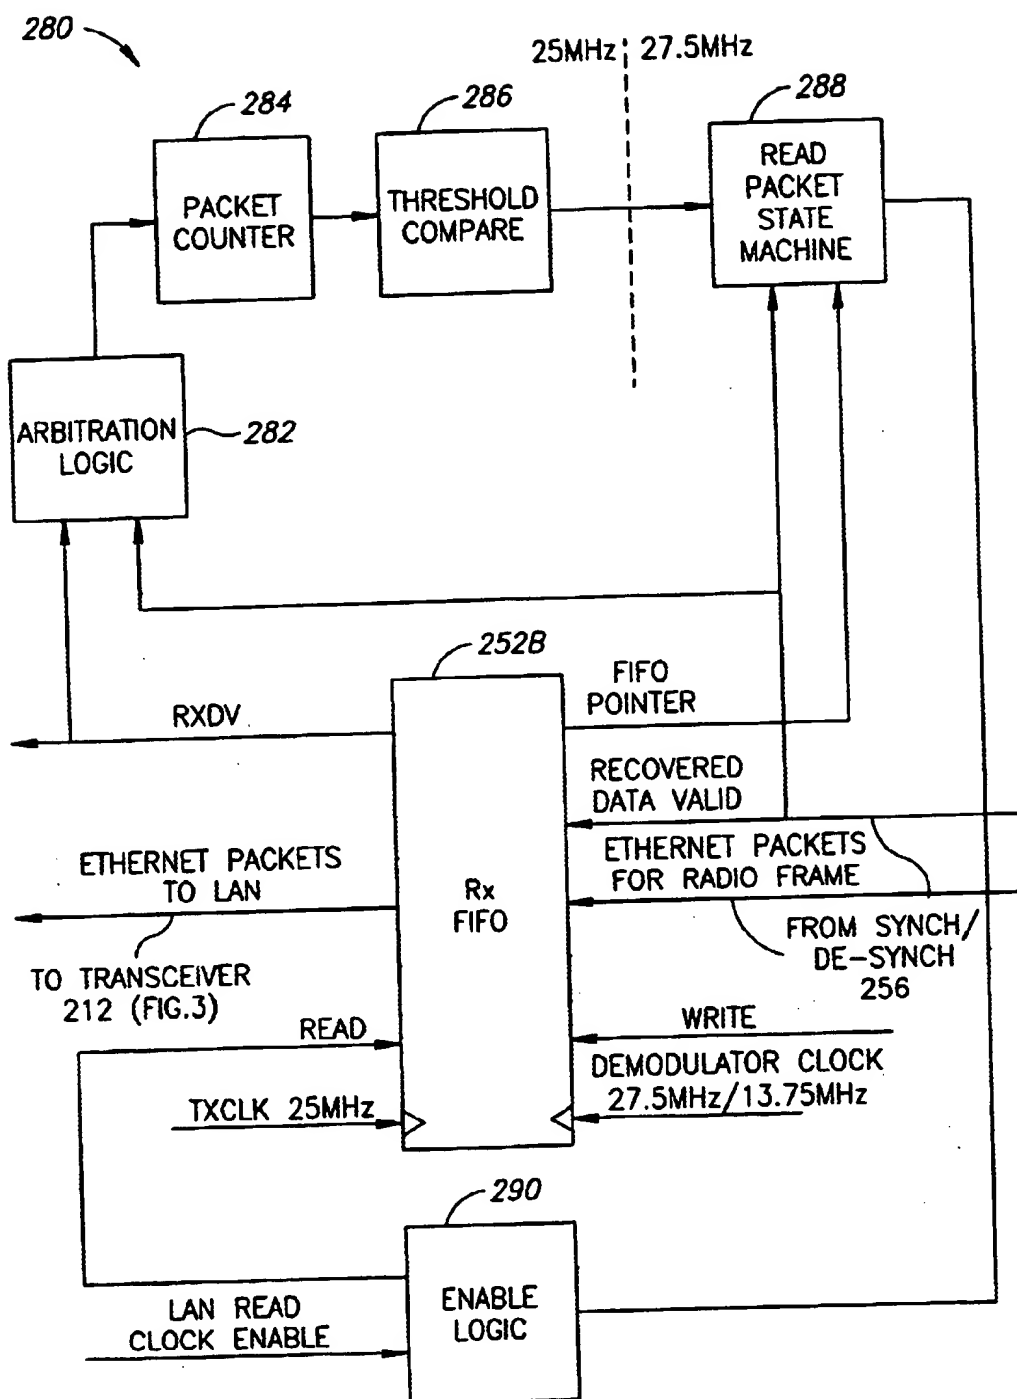 280
25MHz 27.5MHz
284
286
288
PACKET
COUNTER
THRESHOLD
COMPARE
READ
PACKET
STATE
MACHINE
ARBITRATION
LOGIC
282
252B
FIFO
POINTER
RXDV
RECOVERED
DATA VALID
ETHERNET PACKETS
TO LAN
Rx
FIFO
ETHERNET PACKETS
FOR RADIO FRAME
TO TRANSCEIVER
212 (FIG.3)
FROM SYNCH/
DE-SYNCH
256
READ
WRITE
TXCLK 25MHz
DEMODULATOR CLOCK
27.5MHz/13.75MHz
290
LAN READ
CLOCK ENABLE
ENABLE
LOGIC